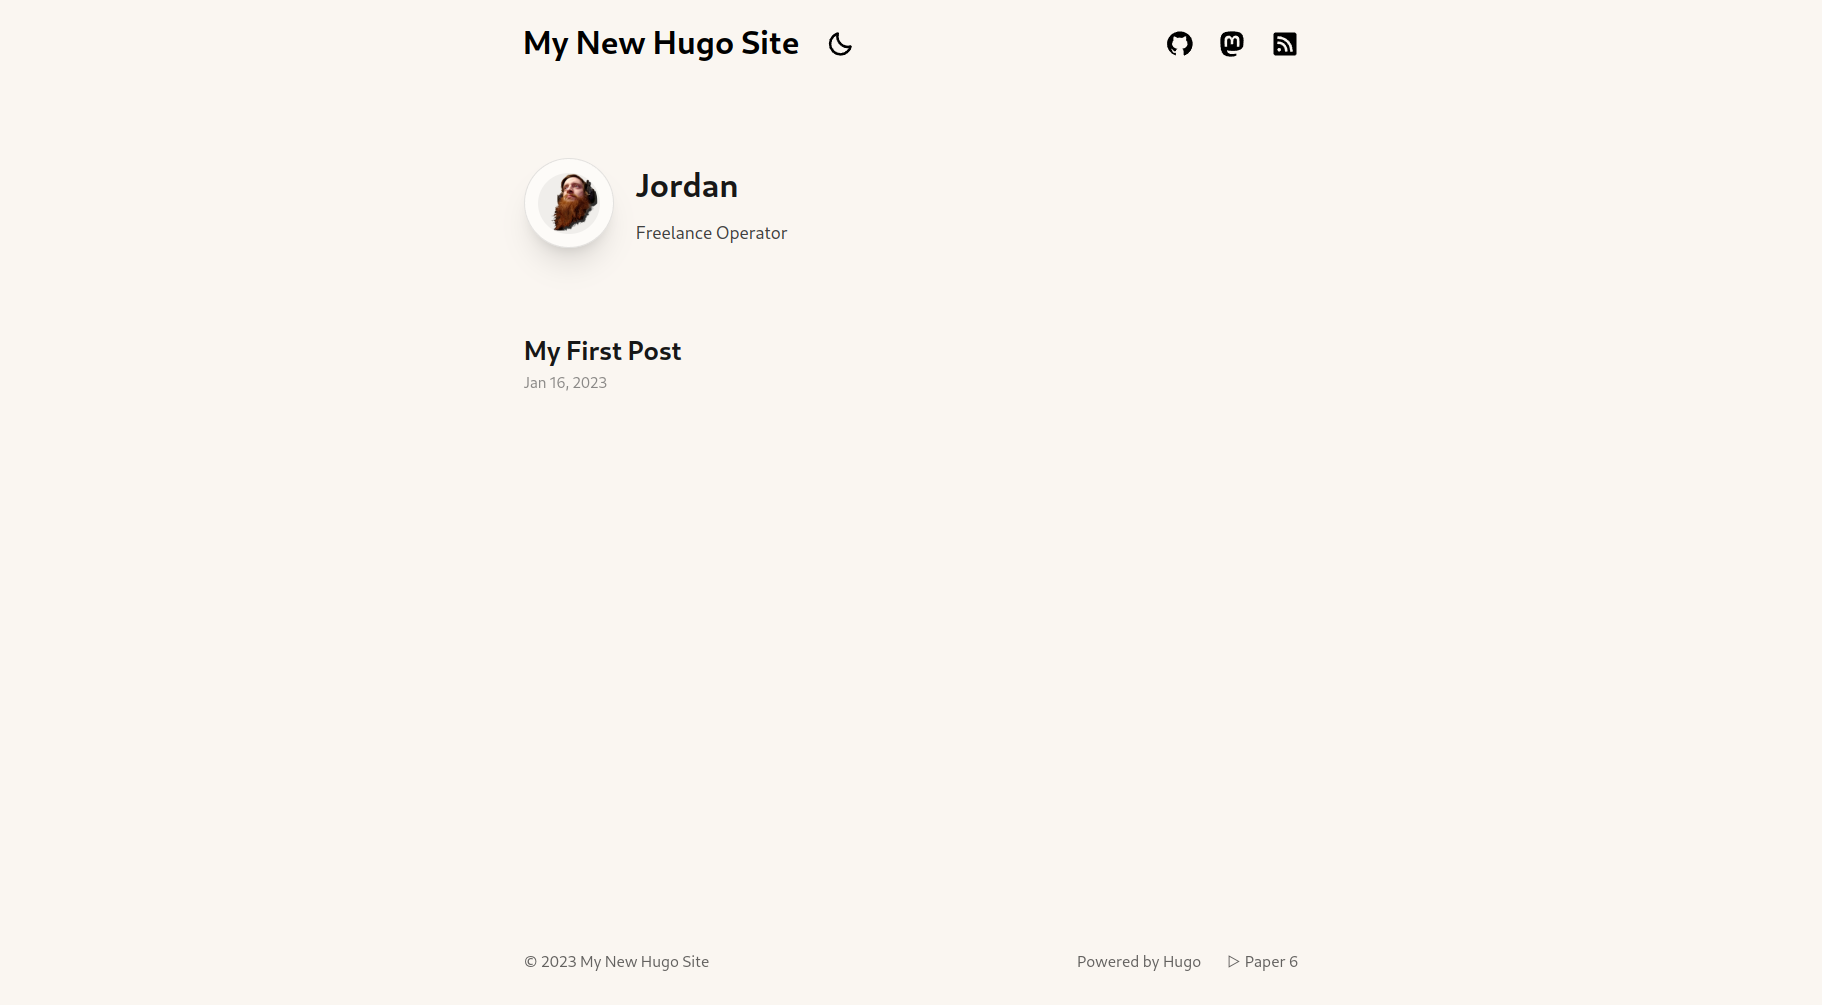 My New Hugo Site
Jordan
Freelance Operator
My First Post
Jan 16, 2023
© 2023 My New Hugo Site
Powered by Hugo ▷ Paper 6